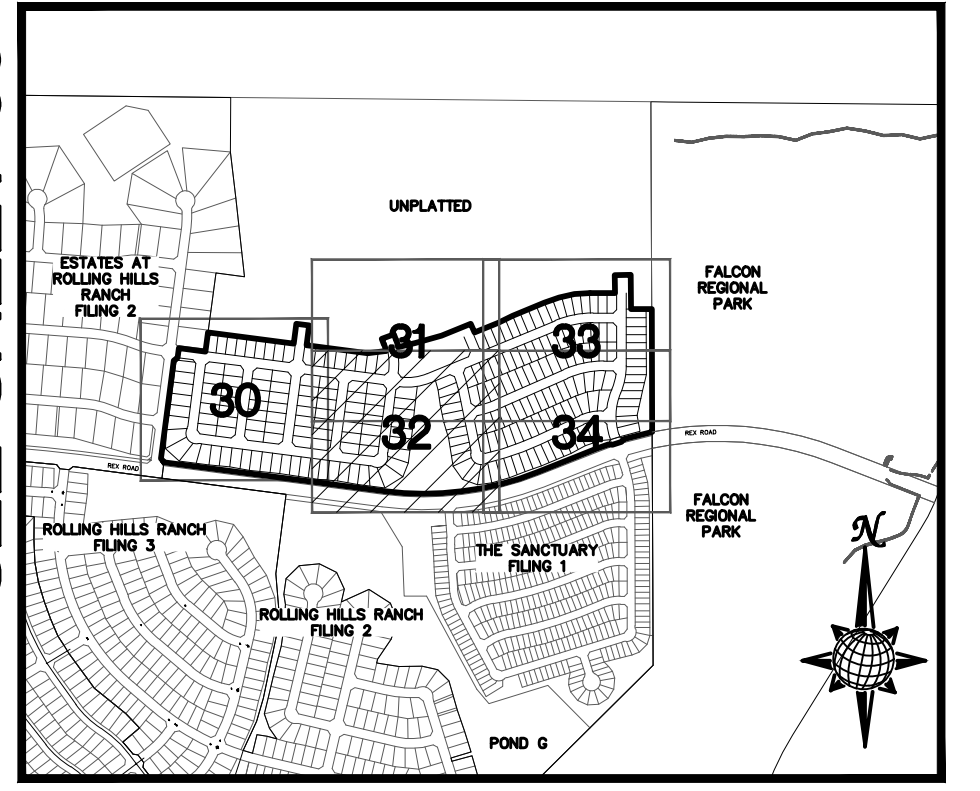 UNPLATTED
ESTATES AT
ROLLING HILLS
RANCH
FILING 2
FALCON
REGIONAL
PARK
31
33
30
32
34
REX ROAD
REX ROAD
FALCON
REGIONAL
PARK
N
ROLLING HILLS RANCH
FILING 3
THE SANCTUARY
FILING 1
ROLLING HILLS RANCH
FILING 2
POND G